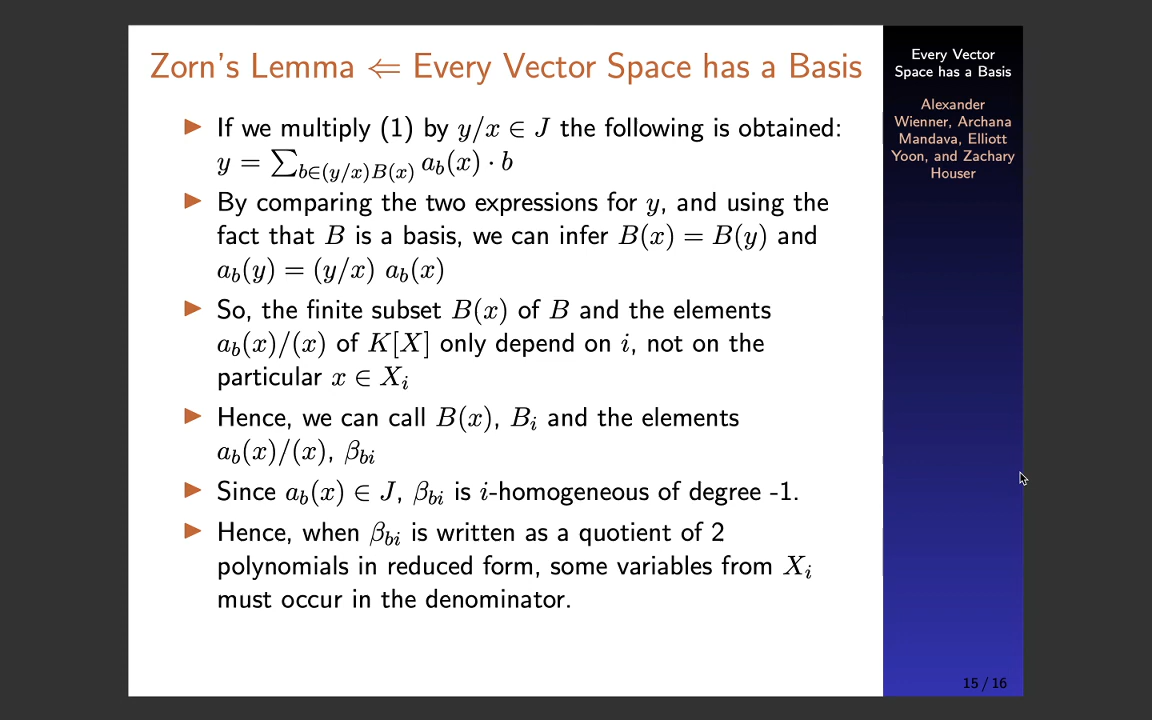 Zorn's Lemma ⇐ Every Vector Space has a Basis
▶ If we multiply (1) by y/x ∈ J the following is obtained:
y = ∑_{b∈(y/x)B(x)} a_b(x) · b
▶ By comparing the two expressions for y, and using the
fact that B is a basis, we can infer B(x) = B(y) and
a_b(y) = (y/x) a_b(x)
▶ So, the finite subset B(x) of B and the elements
a_b(x)/(x) of K[X] only depend on i, not on the
particular x ∈ X_i
▶ Hence, we can call B(x), B_i and the elements
a_b(x)/(x), β_{bi}
▶ Since a_b(x) ∈ J, β_{bi} is i-homogeneous of degree -1.
▶ Hence, when β_{bi} is written as a quotient of 2
polynomials in reduced form, some variables from X_i
must occur in the denominator.
Every Vector
Space has a Basis
Alexander
Wienner, Archana
Mandava, Elliott
Yoon, and Zachary
Houser
15 / 16